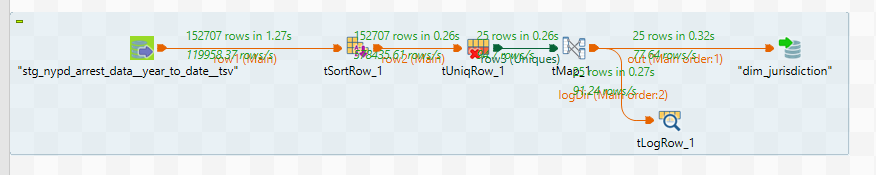 152707 rows in 1.27s
119958.37 rows/s
row1 (Main)
"stg_nypd_arrest_data__year_to_date__tsv"
tSortRow_1
152707 rows in 0.26s
row2 (Main)
tUniqRow_1
25 rows in 0.26s
row3 (Uniques)
tMap_1
25 rows in 0.32s
77.64 rows/s
out (Main order:1)
"dim_jurisdiction"
25 rows in 0.27s
91.24 rows/s
logDir (Main order:2)
tLogRow_1